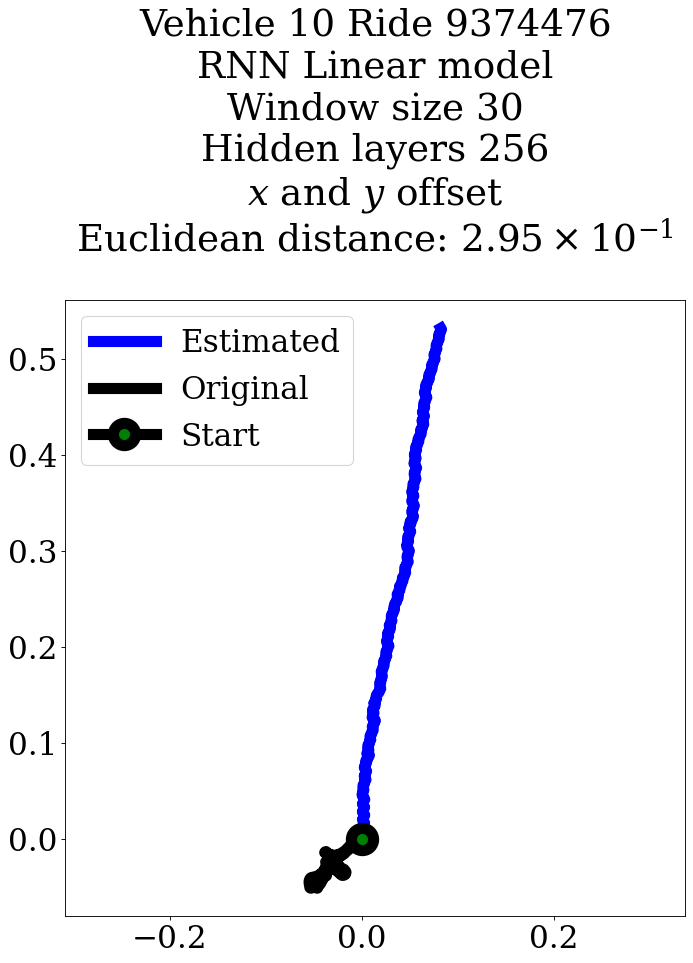 Vehicle 10 Ride 9374476
RNN Linear model
Window size 30
Hidden layers 256
x and y offset
Euclidean distance: 2.95 × 10⁻¹
Estimated
Original
Start
0.5
0.4
0.3
0.2
0.1
0.0
−0.2 0.0 0.2